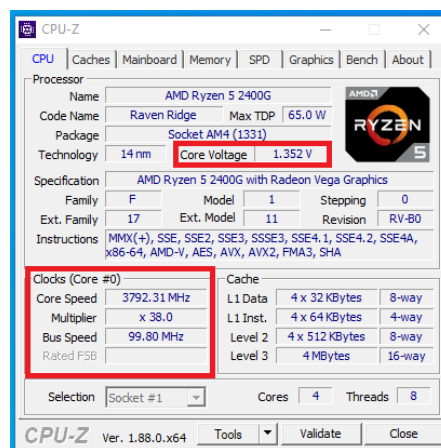 CPU-Z
CPU Caches Mainboard Memory SPD Graphics Bench About
Processor
Name AMD Ryzen 5 2400G
Code Name Raven Ridge Max TDP 65.0 W
Package Socket AM4 (1331)
Technology 14 nm Core Voltage 1.352 V
AMD
RYZEN
5
Specification AMD Ryzen 5 2400G with Radeon Vega Graphics
Family F Model 1 Stepping 0
Ext. Family 17 Ext. Model 11 Revision RV-B0
Instructions MMX(+), SSE, SSE2, SSE3, SSSE3, SSE4.1, SSE4.2, SSE4A,
x86-64, AMD-V, AES, AVX, AVX2, FMA3, SHA
Clocks (Core #0)
Core Speed 3792.31 MHz
Multiplier x 38.0
Bus Speed 99.80 MHz
Rated FSB
Cache
L1 Data 4 x 32 KBytes 8-way
L1 Inst. 4 x 64 KBytes 4-way
Level 2 4 x 512 KBytes 8-way
Level 3 4 MBytes 16-way
Selection Socket #1 Cores 4 Threads 8
CPU-Z Ver. 1.88.0.x64 Tools Validate Close